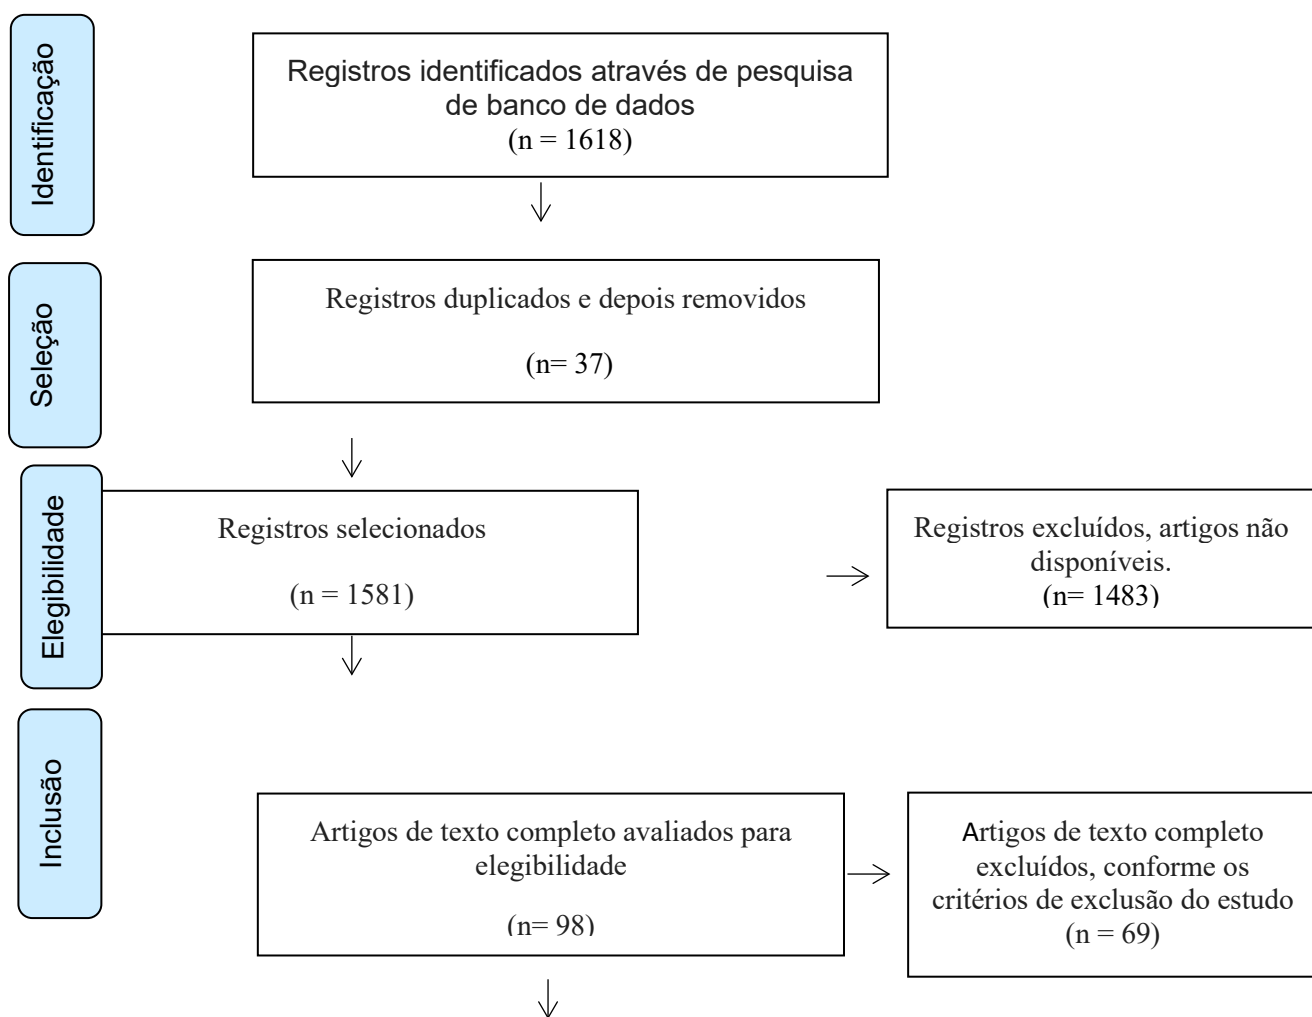 Identificação
Registros identificados através de pesquisa
de banco de dados
(n = 1618)
Seleção
Registros duplicados e depois removidos
(n= 37)
Elegibilidade
Registros selecionados
(n = 1581)
Registros excluídos, artigos não
disponíveis.
(n= 1483)
Inclusão
Artigos de texto completo avaliados para
elegibilidade
(n= 98)
Artigos de texto completo
excluídos, conforme os
critérios de exclusão do estudo
(n = 69)